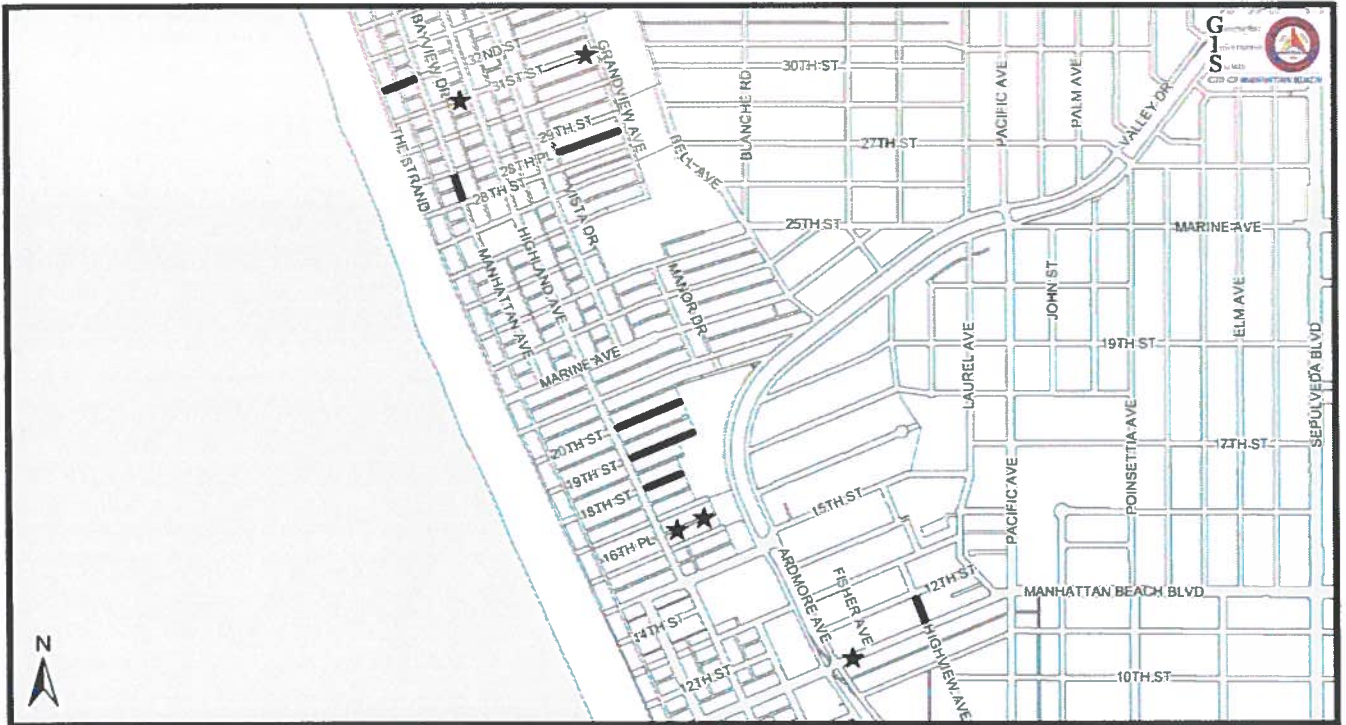 G
I
S
CITY OF MANHATTAN BEACH
BAYVIEW DR
32ND ST
31ST ST
GRANDVIEW AVE
30TH ST
BLANCHE RD
PACIFIC AVE
PALM AVE
VALLEY DR
THE STRAND
29TH ST
28TH PL
28TH ST
BELL AVE
27TH ST
VISTA DR
25TH ST
MARINE AVE
HIGHLAND AVE
MANHATTAN AVE
MANOR DR
JOHN ST
ELM AVE
SEPULVEDA BLVD
MARINE AVE
LAUREL AVE
19TH ST
20TH ST
19TH ST
18TH ST
17TH ST
POINSETTIA AVE
PACIFIC AVE
16TH PL
15TH ST
ARDMORE AVE
FISHER AVE
12TH ST
MANHATTAN BEACH BLVD
14TH ST
HIGHVIEW AVE
12TH ST
10TH ST
N